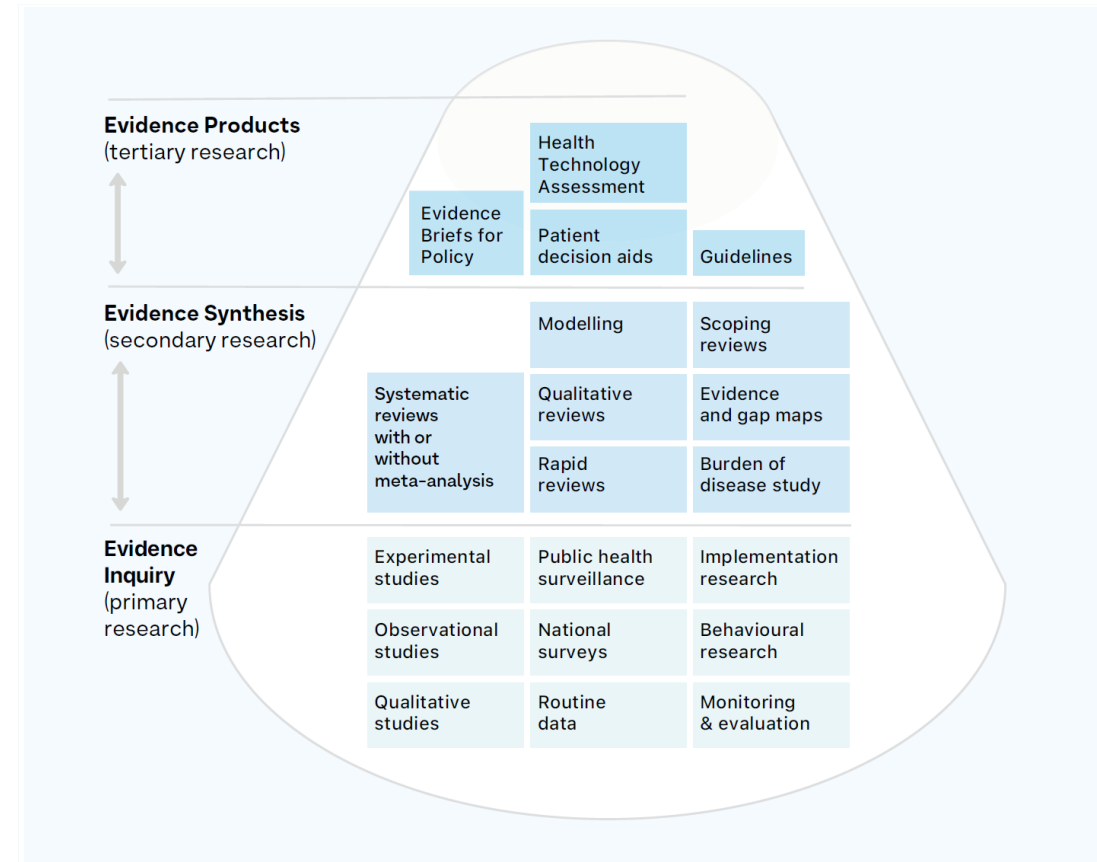 Evidence Products
(tertiary research)
Health
Technology
Assessment
Evidence
Briefs for
Policy
Patient
decision aids
Guidelines
Evidence Synthesis
(secondary research)
Modelling
Scoping
reviews
Systematic
reviews
with or
without
meta-analysis
Qualitative
reviews
Evidence
and gap maps
Rapid
reviews
Burden of
disease study
Evidence
Inquiry
(primary
research)
Experimental
studies
Public health
surveillance
Implementation
research
Observational
studies
National
surveys
Behavioural
research
Qualitative
studies
Routine
data
Monitoring
& evaluation